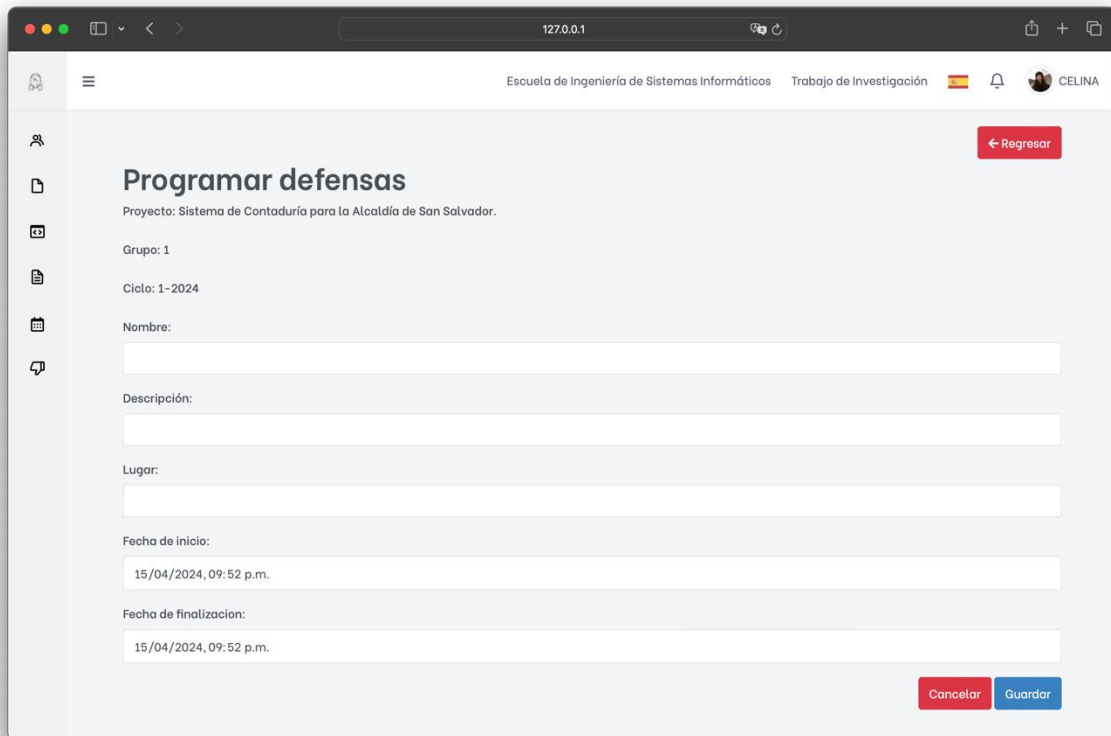 127.0.0.1
Escuela de Ingeniería de Sistemas Informáticos Trabajo de Investigación CELINA
Regresar
Programar defensas
Proyecto: Sistema de Contaduría para la Alcaldía de San Salvador.
Grupo: 1
Ciclo: 1-2024
Nombre:
Descripción:
Lugar:
Fecha de inicio:
15/04/2024, 09:52 p.m.
Fecha de finalizacion:
15/04/2024, 09:52 p.m.
Cancelar Guardar